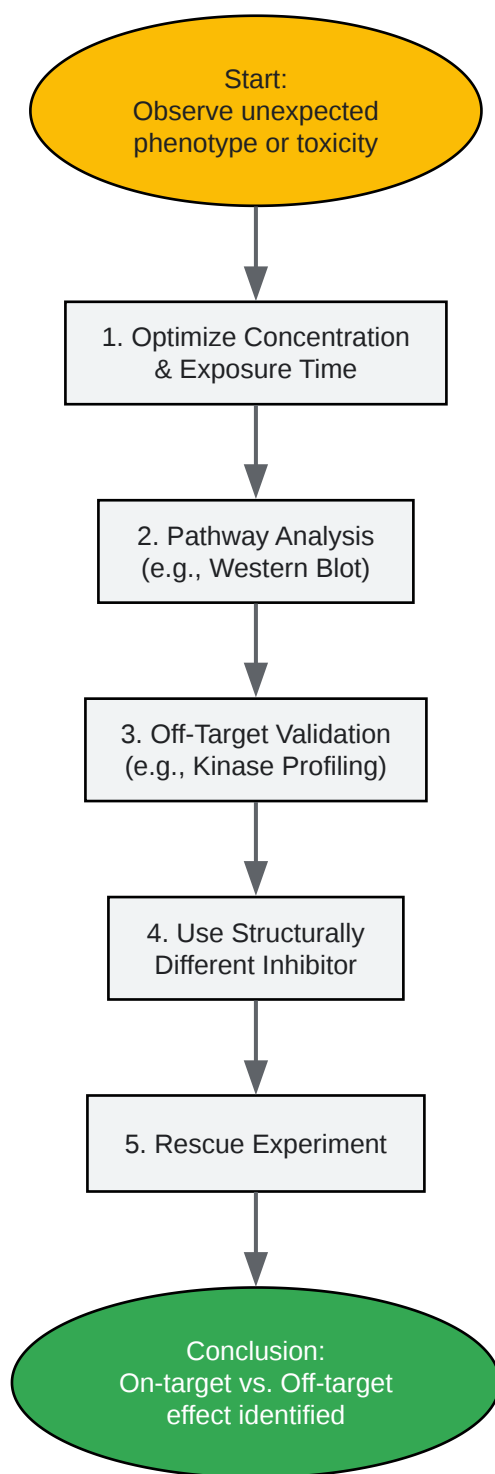 Start:
Observe unexpected
phenotype or toxicity
1. Optimize Concentration
& Exposure Time
2. Pathway Analysis
(e.g., Western Blot)
3. Off-Target Validation
(e.g., Kinase Profiling)
4. Use Structurally
Different Inhibitor
5. Rescue Experiment
Conclusion:
On-target vs. Off-target
effect identified